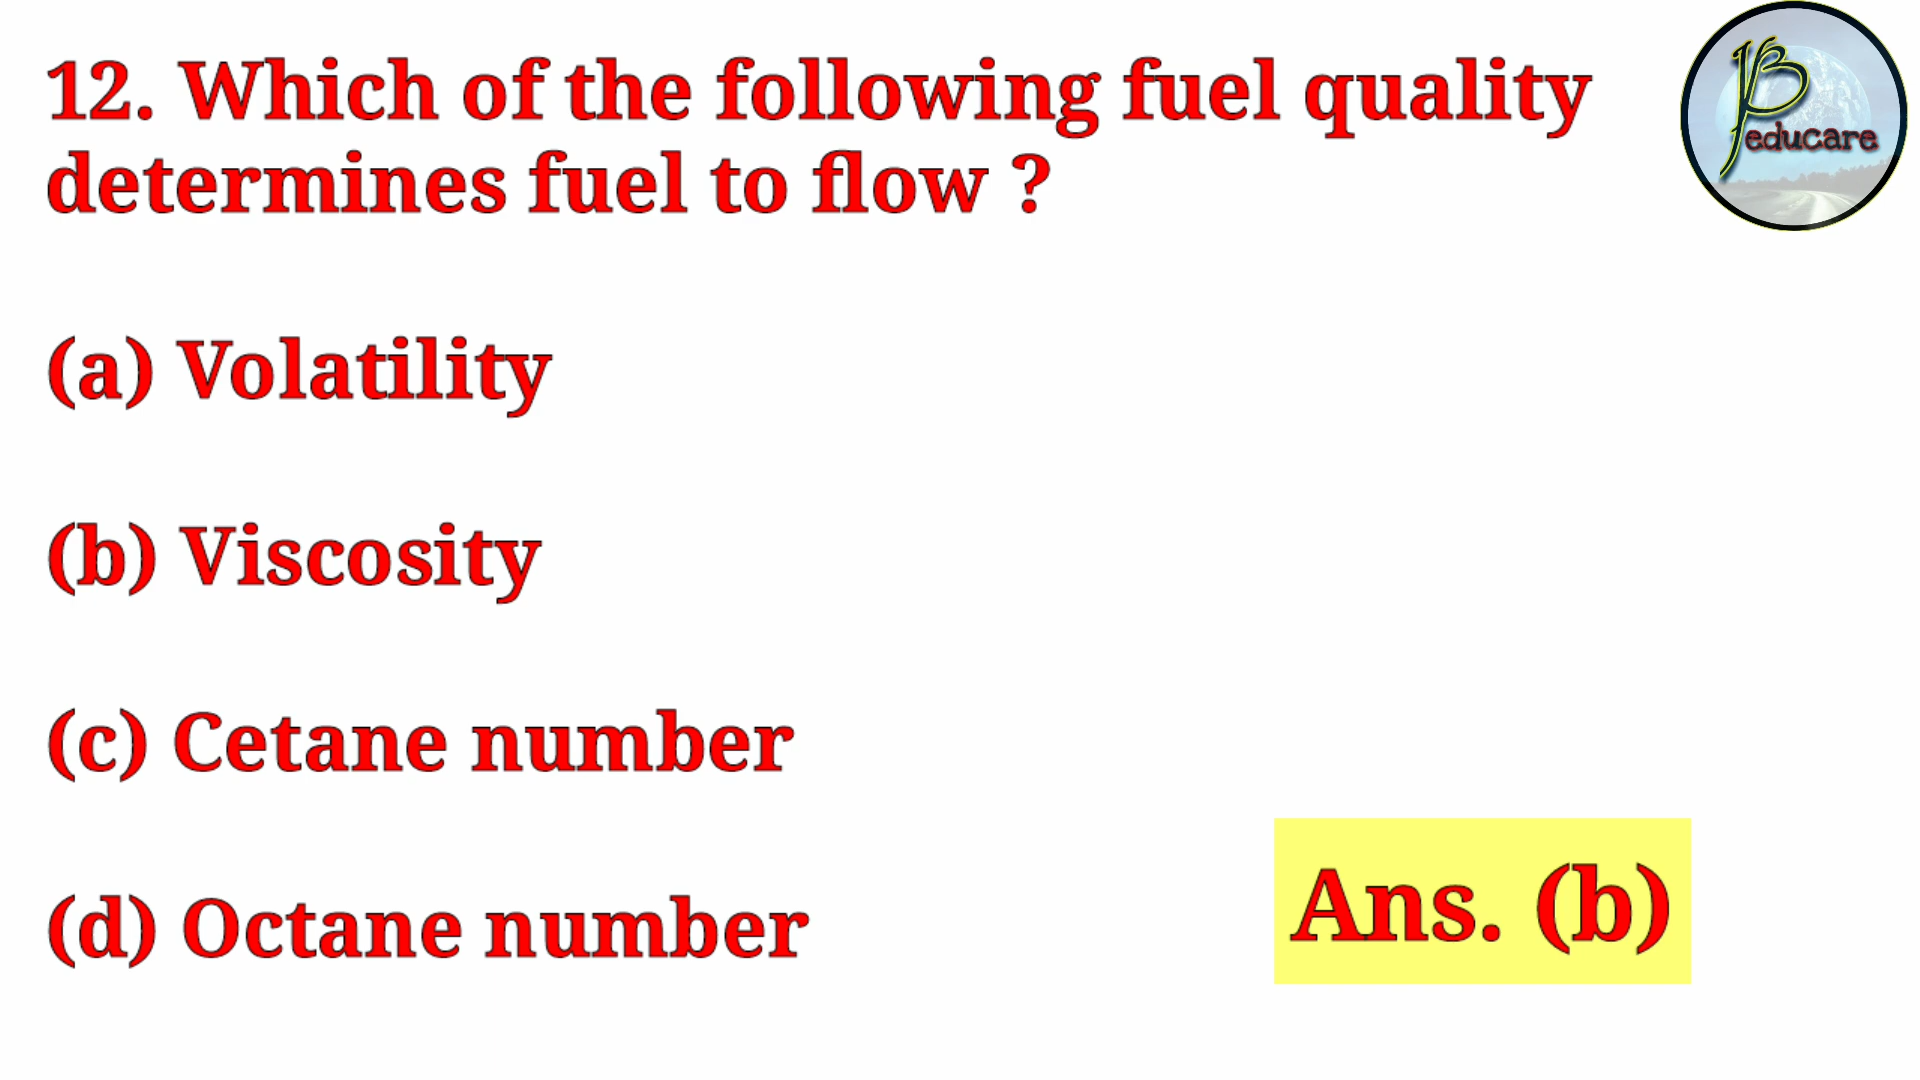 12. Which of the following fuel quality
determines fuel to flow ?
(a) Volatility
(b) Viscosity
(c) Cetane number
(d) Octane number
Ans. (b)
educare